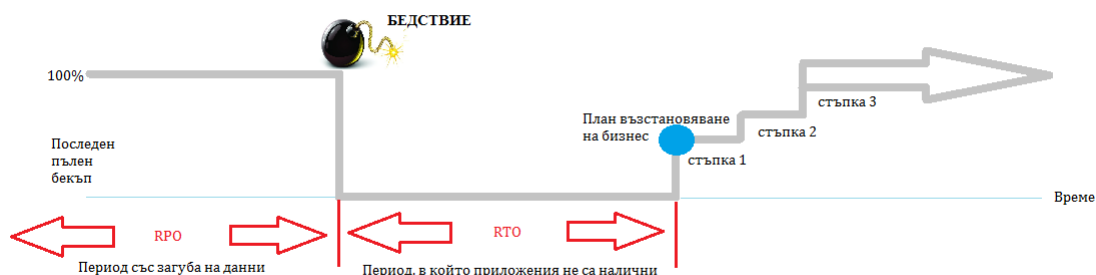 БЕДСТВИЕ
100%
План възстановяване
на бизнес
стъпка 3
стъпка 2
стъпка 1
Последен
пълен
бекъп
Време
RPO
RTO
Период със загуба на данни
Период, в който приложения не са налични